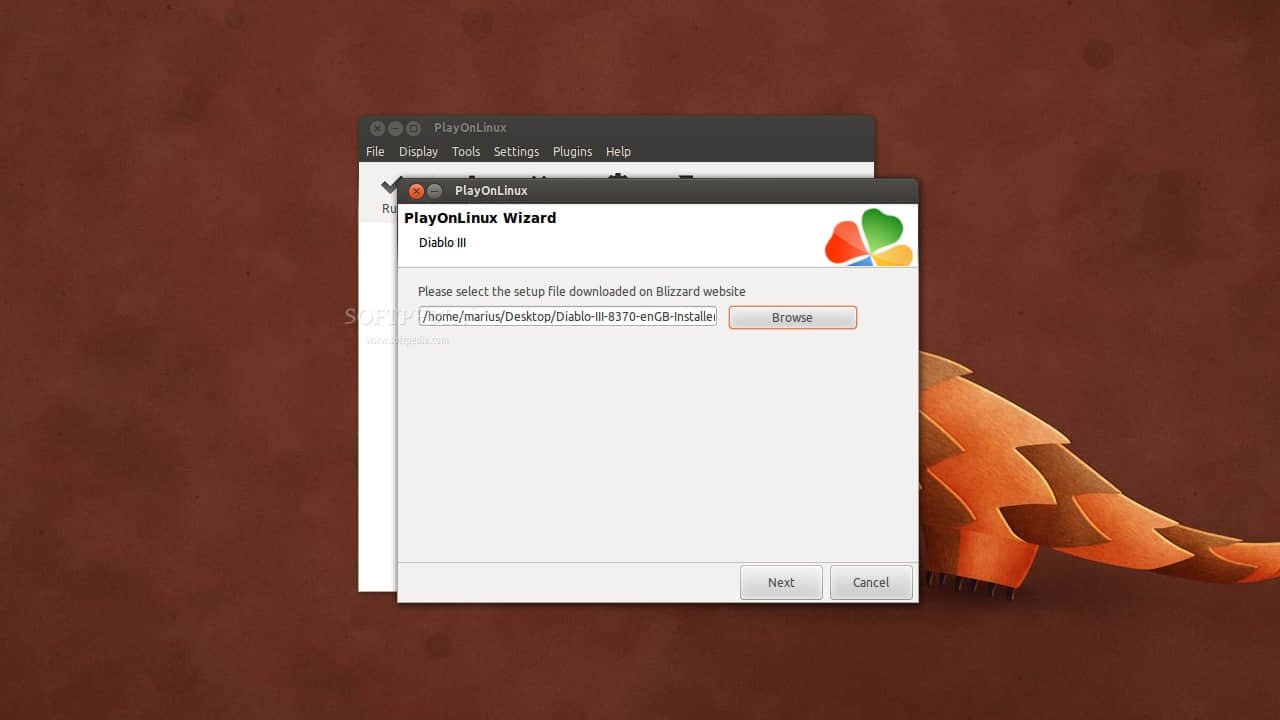 PlayOnLinux
File Display Tools Settings Plugins Help
Ru
PlayOnLinux
PlayOnLinux Wizard
Diablo III
Please select the setup file downloaded on Blizzard website
/home/marius/Desktop/Diablo-III-8370-enGB-Installe
Browse
SOFTPEDIA
www.softpedia.com
Next Cancel